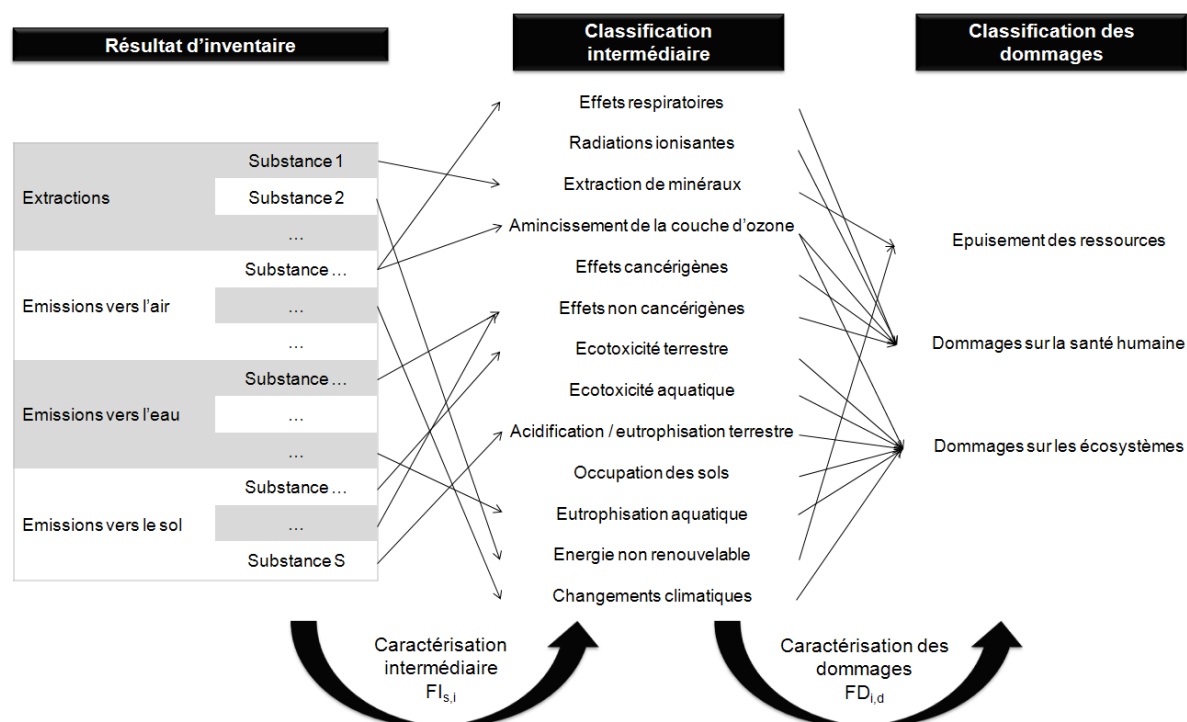 Résultat d’inventaire
Classification
intermédiaire
Classification des
dommages
Extractions
Substance 1
Substance 2
…
Emissions vers l’air
Substance …
…
…
Emissions vers l’eau
Substance …
…
…
Emissions vers le sol
Substance …
…
Substance S
Effets respiratoires
Radiations ionisantes
Extraction de minéraux
Amincissement de la couche d’ozone
Effets cancérigènes
Effets non cancérigènes
Ecotoxicité terrestre
Ecotoxicité aquatique
Acidification / eutrophisation terrestre
Occupation des sols
Eutrophisation aquatique
Energie non renouvelable
Changements climatiques
Epuisement des ressources
Dommages sur la santé humaine
Dommages sur les écosystèmes
Caractérisation
intermédiaire
FIs,i
Caractérisation des
dommages
FDi,d